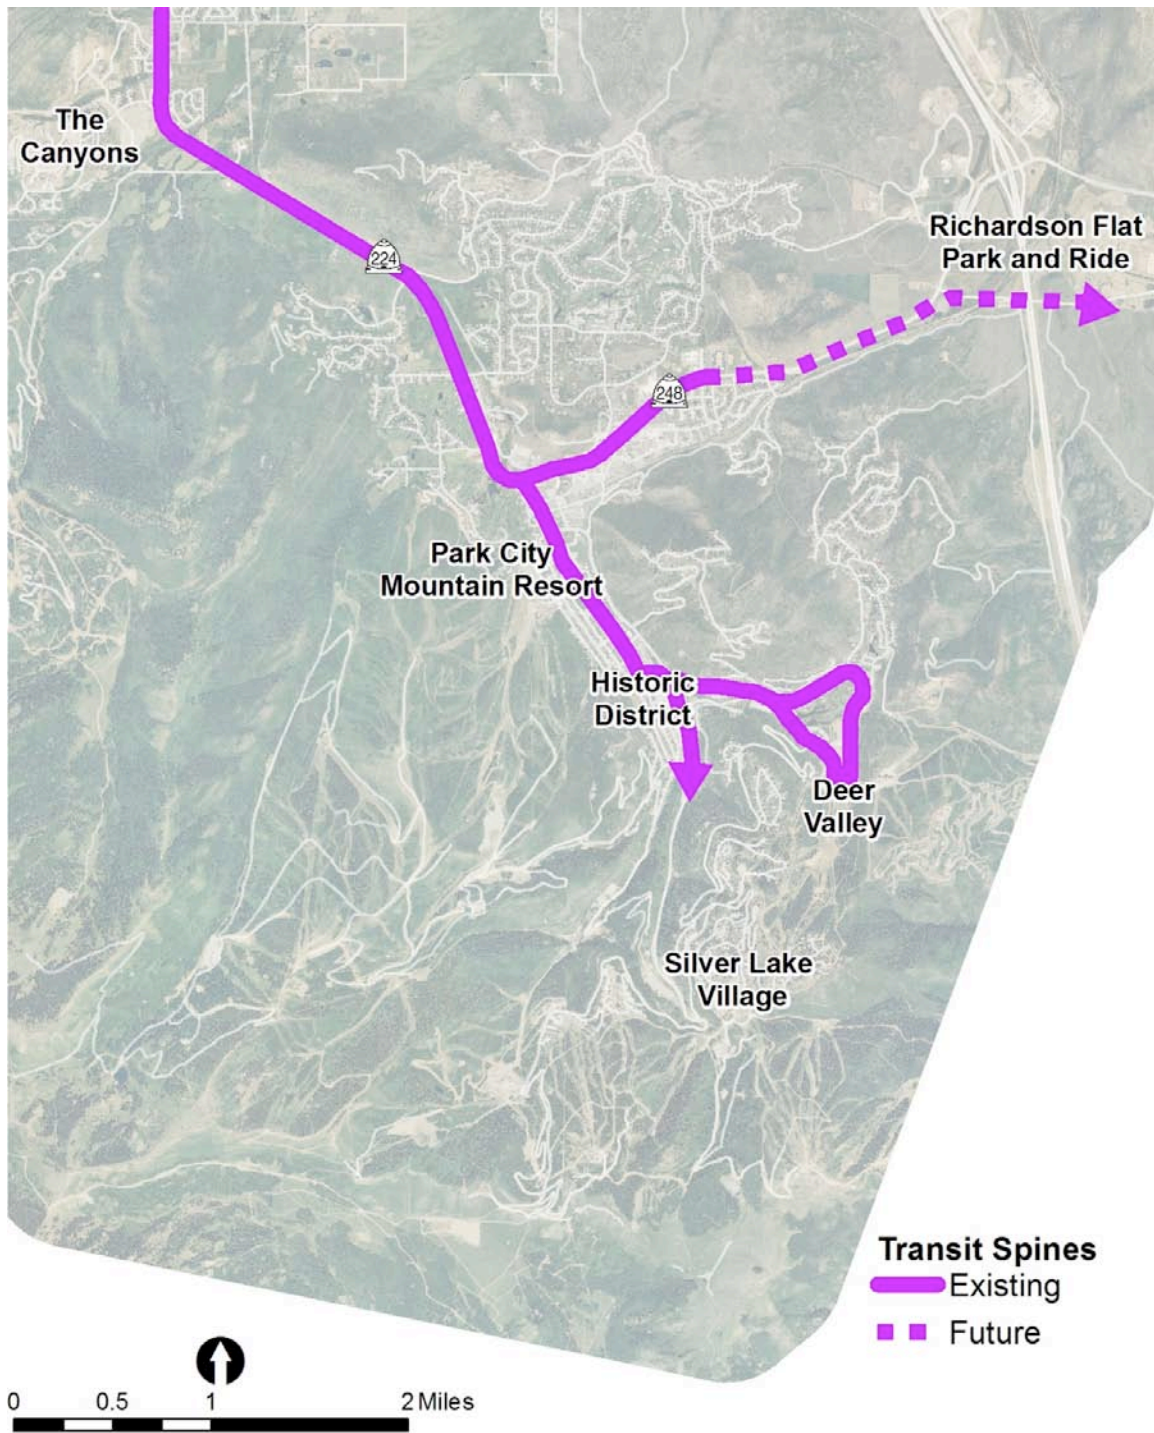 The
Canyons
Richardson Flat
Park and Ride
224
248
Park City
Mountain Resort
Historic
District
Deer
Valley
Silver Lake
Village
Transit Spines
Existing
Future
0 0.5 1 2 Miles